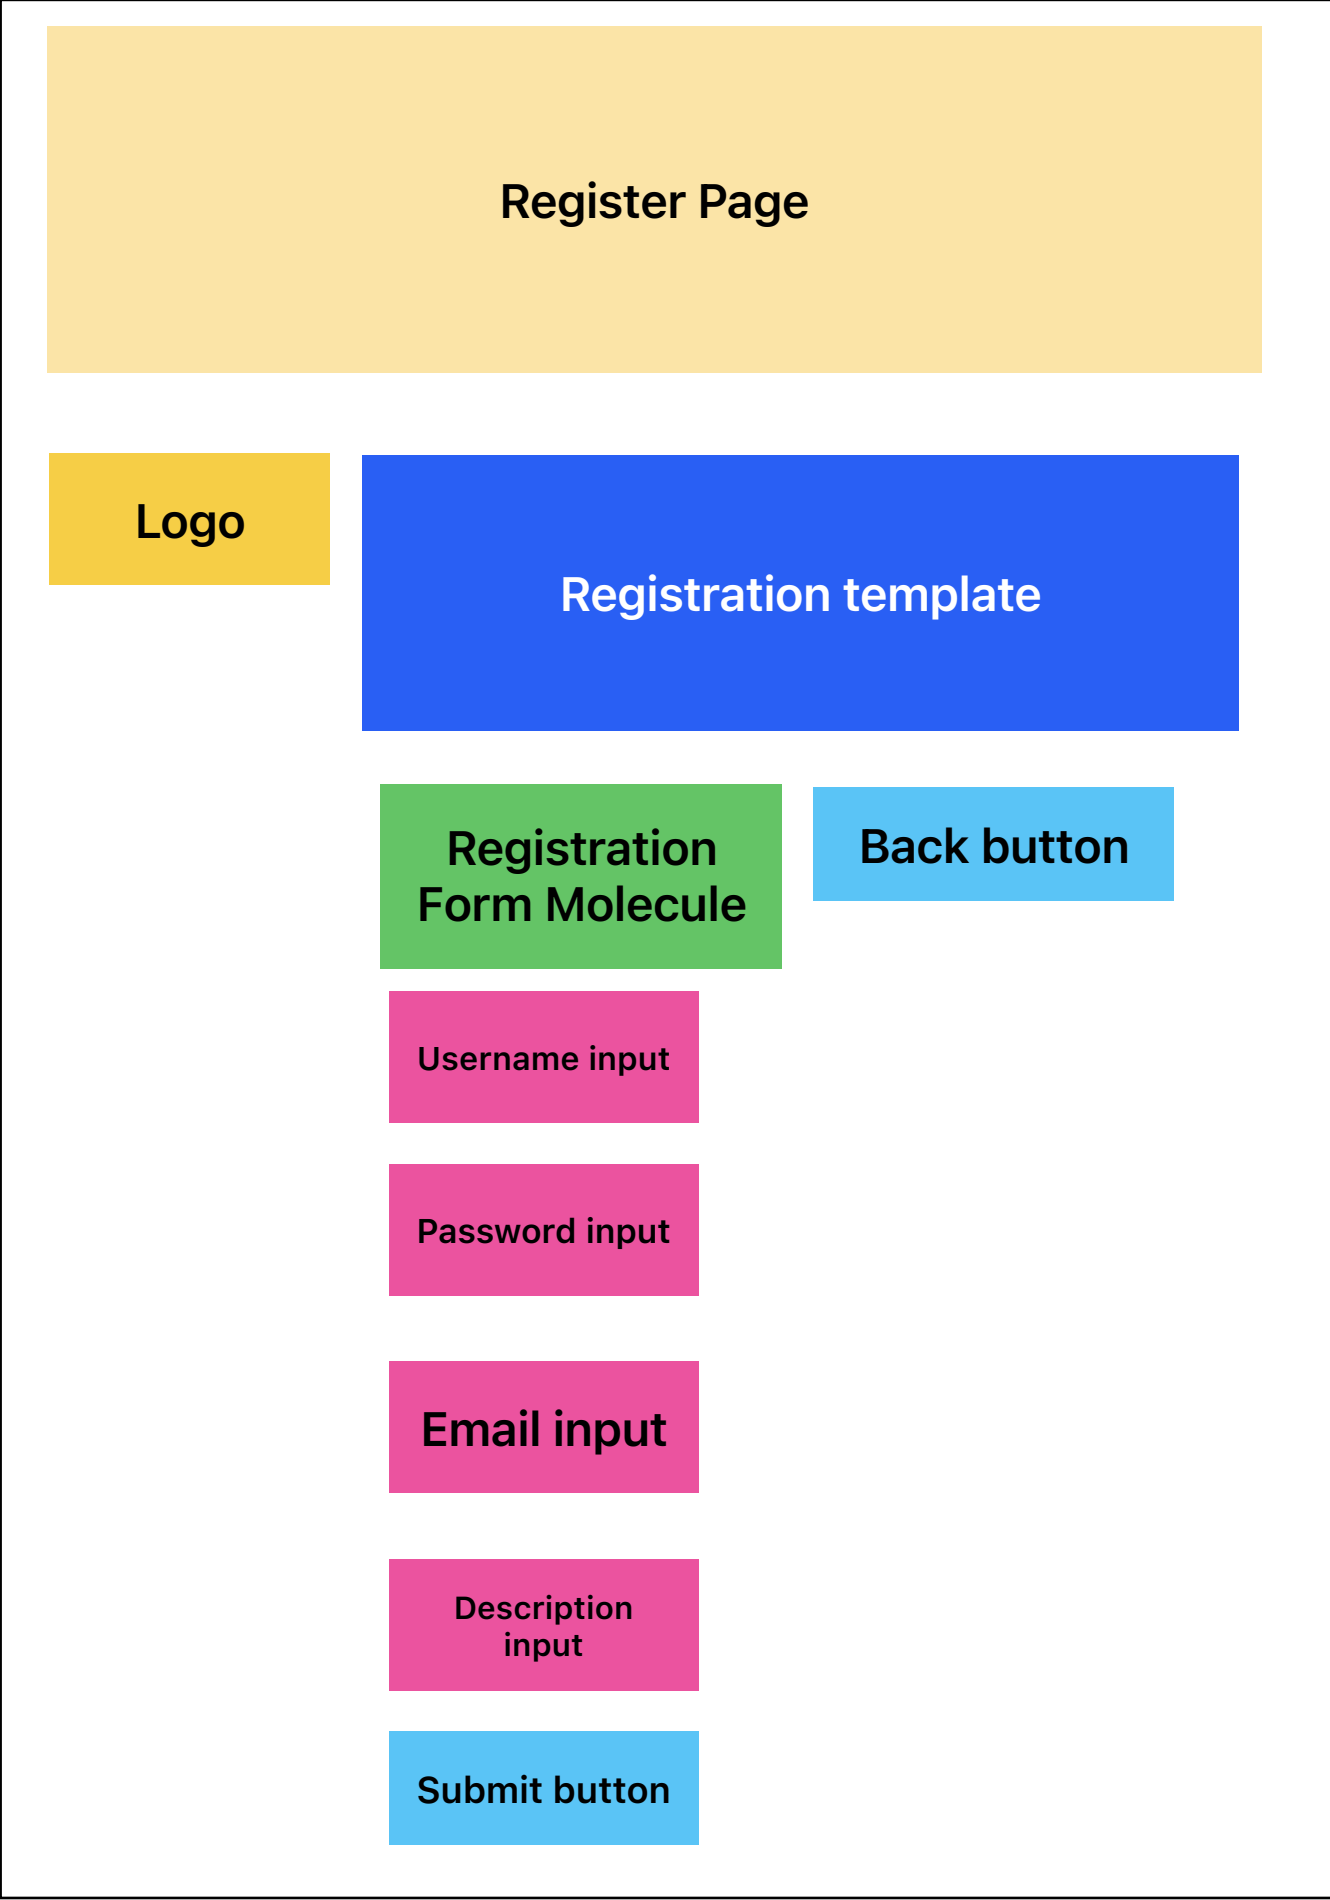 Register Page
Logo
Registration template
Registration
Form Molecule
Back button
Username input
Password input
Email input
Description
input
Submit button